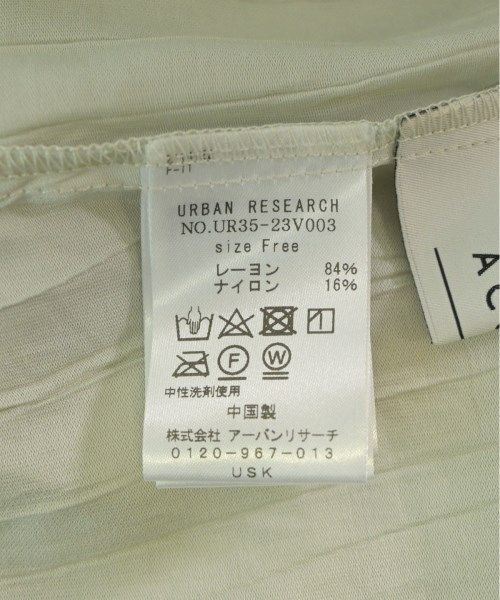 F-11
URBAN RESEARCH
NO.UR35-23V003
size Free
レーヨン 84%
ナイロン 16%
F W
中性洗剤使用
中国製
株式会社 アーバンリサーチ
0120-967-013
USK
AC